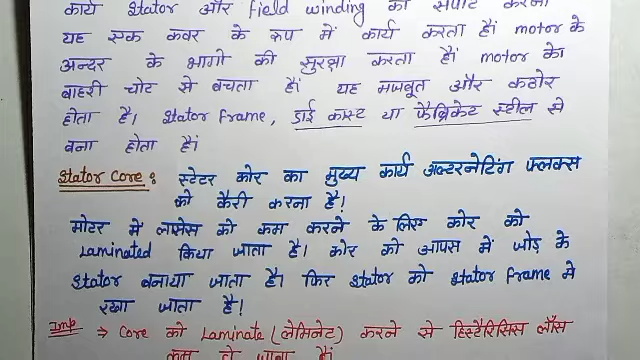 कार्य Stator और field winding को सपोर्ट करना
यह एक कवर के रूप में कार्य करता है। motor के
अन्दर के भागो की सुरक्षा करता है। motor को
बाहरी चोट से बचता है। यह मजबूत और कठोर
होता है। Stator Frame, डाई कास्ट या फैब्रिकेट स्टील से
बना होता है।
Stator Core: स्टेटर कोर का मुख्य कार्य अल्टरनेटिंग फ्लक्स
को कैरी करना है!
मोटर में लासेस को कम करने के लिए कोर को
Laminated किया जाता है। कोर को आपस में जोड़ के
Stator बनाया जाता है। फिर Stator को Stator Frame में
रखा जाता है!
Imp → Core को Laminate (लेमिनेट) करने से हिस्टैरिसिस लॉस
कम हो जाता है।